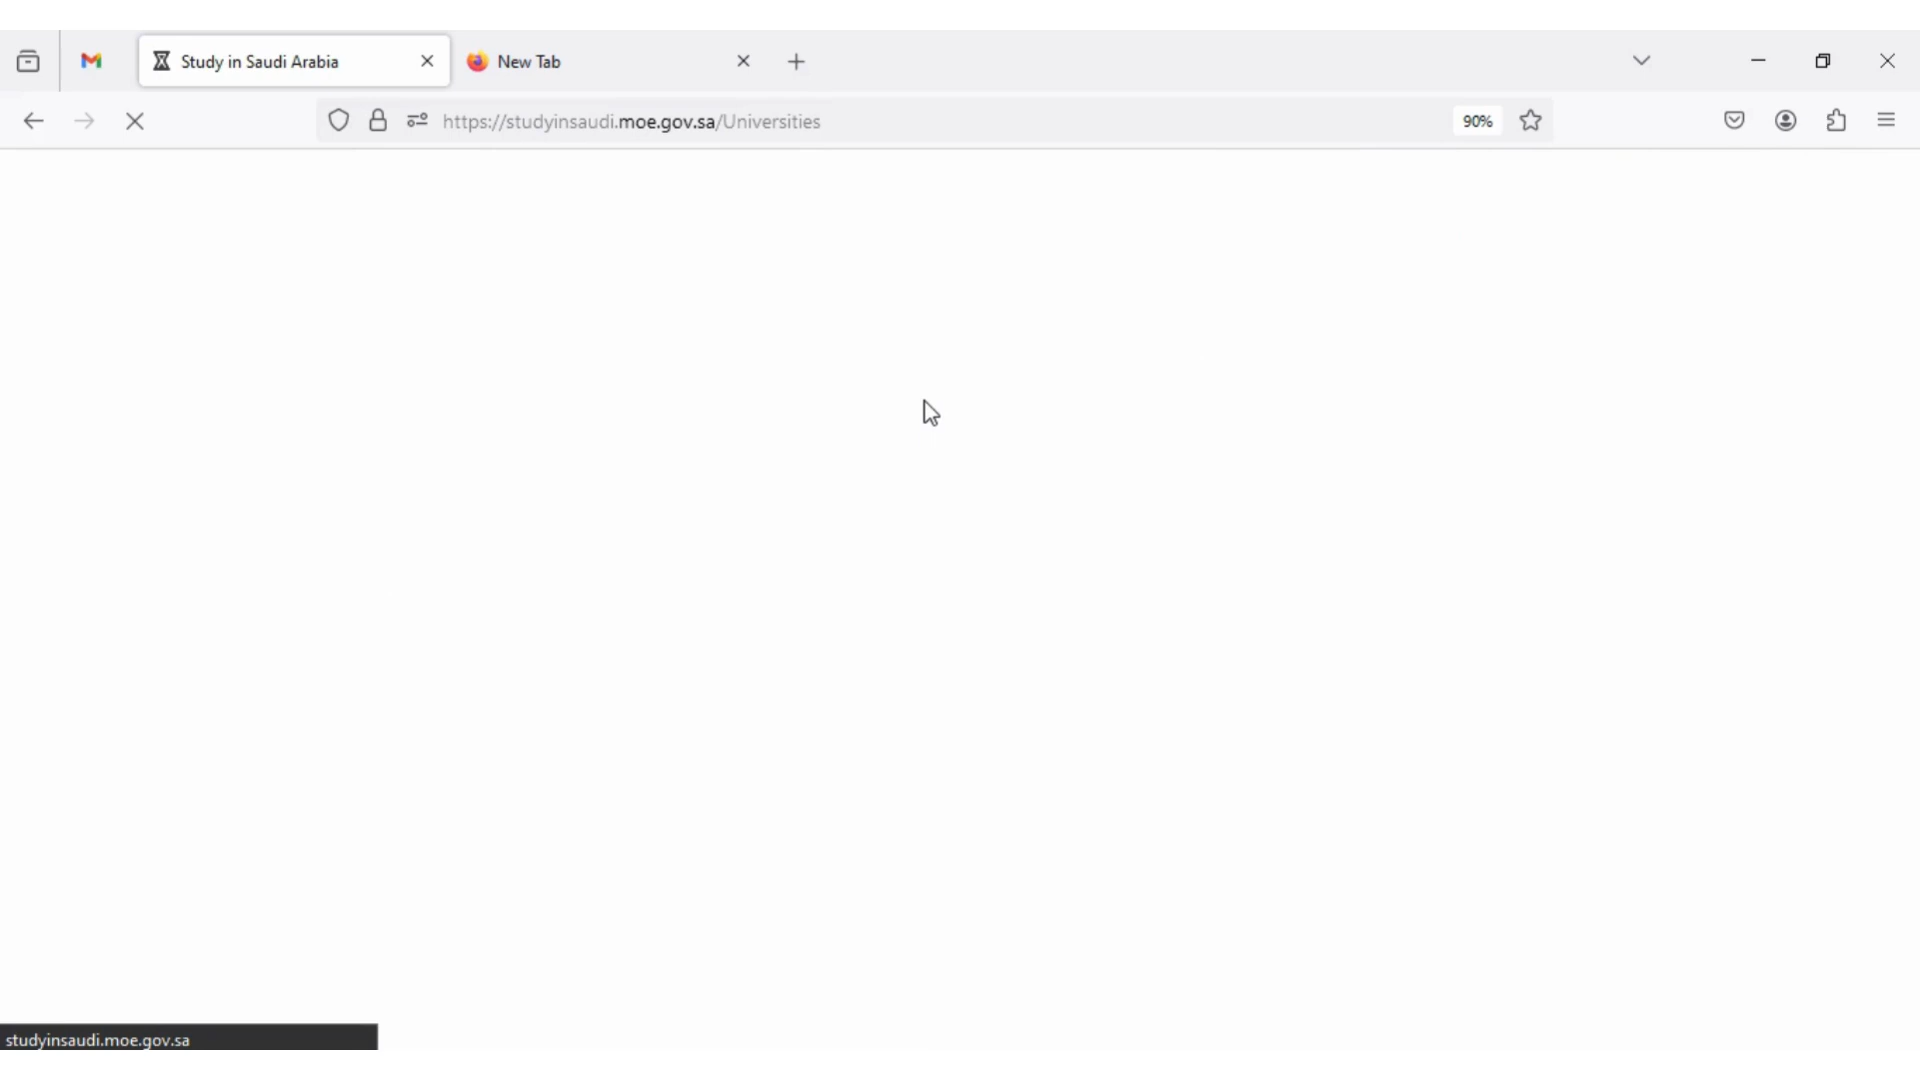 Study in Saudi Arabia
New Tab
https://studyinsaudi.moe.gov.sa/Universities
90%
studyinsaudi.moe.gov.sa